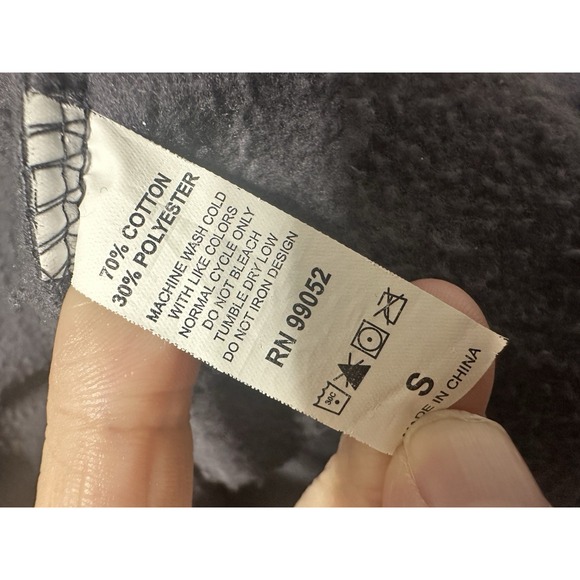 70% COTTON
30% POLYESTER
MACHINE WASH COLD
WITH LIKE COLORS
NORMAL CYCLE ONLY
DO NOT BLEACH
TUMBLE DRY LOW
DO NOT IRON DESIGN
RN 99052
30C
S
MADE IN CHINA